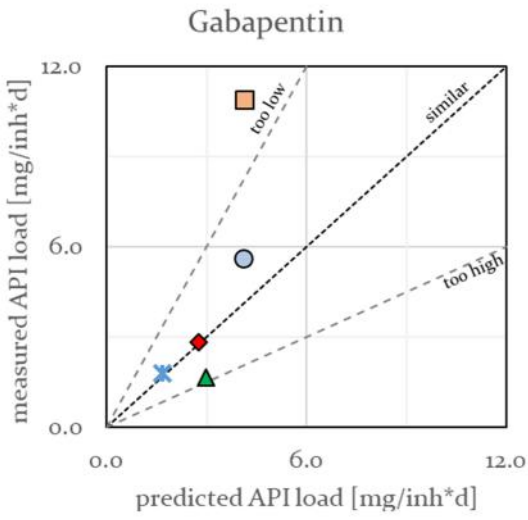 Gabapentin
measured API load [mg/inh*d]
12.0
6.0
0.0
too low
similar
too high
0.0 6.0 12.0
predicted API load [mg/inh*d]